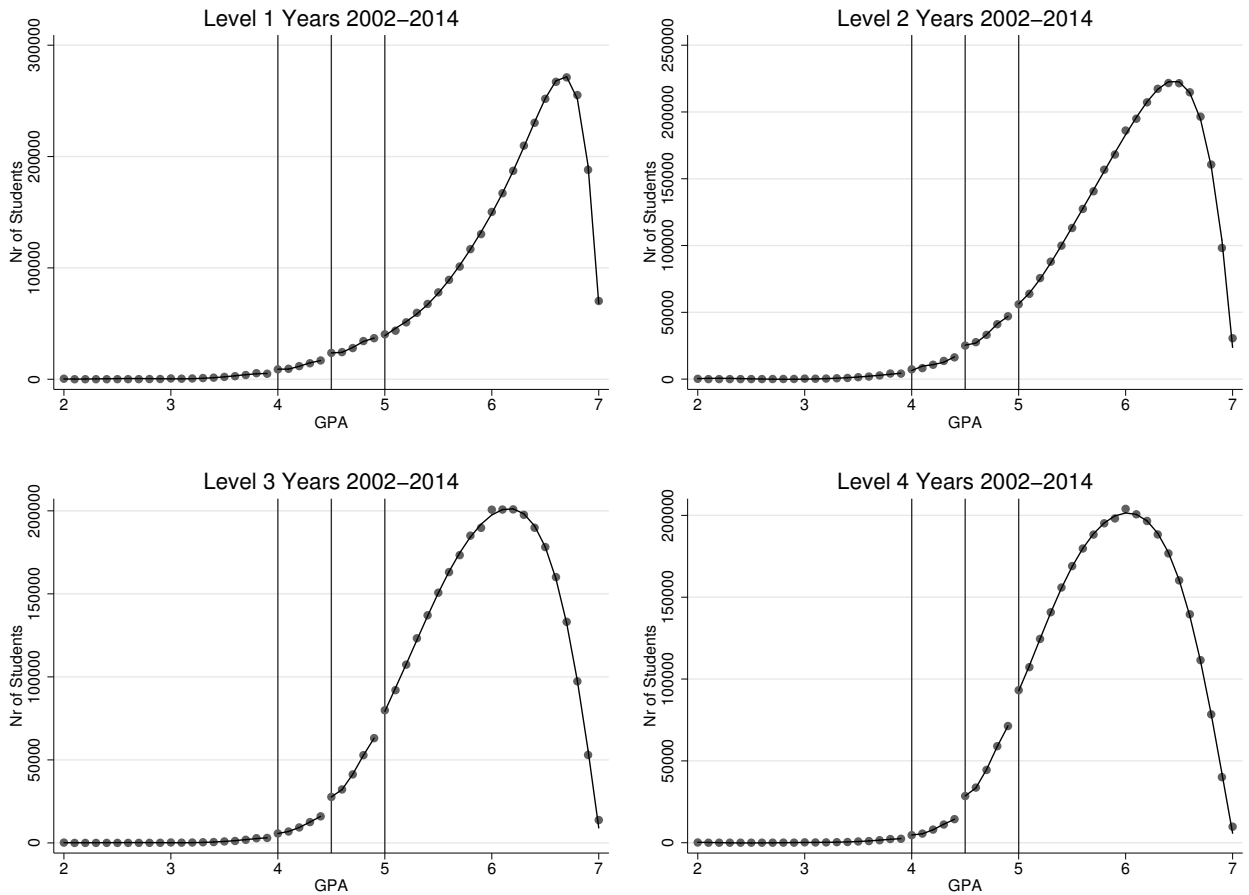 Level 1 Years 2002−2014
Nr of Students
300000
200000
100000
0
2 3 4 5 6 7
GPA
Level 2 Years 2002−2014
Nr of Students
250000
200000
150000
100000
50000
0
2 3 4 5 6 7
GPA
Level 3 Years 2002−2014
Nr of Students
200000
150000
100000
50000
0
2 3 4 5 6 7
GPA
Level 4 Years 2002−2014
Nr of Students
200000
150000
100000
50000
0
2 3 4 5 6 7
GPA